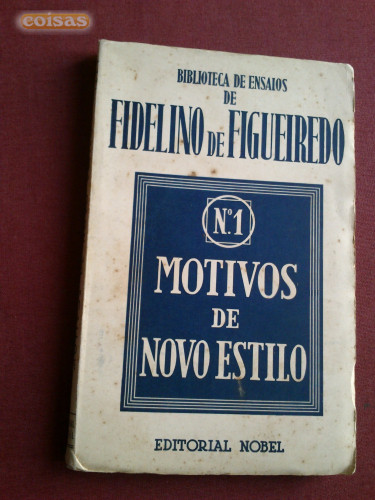 coisas
BIBLIOTECA DE ENSAIOS
DE
FIDELINO DE FIGUEIREDO
Nº1
MOTIVOS
DE
NOVO ESTILO
EDITORIAL NOBEL